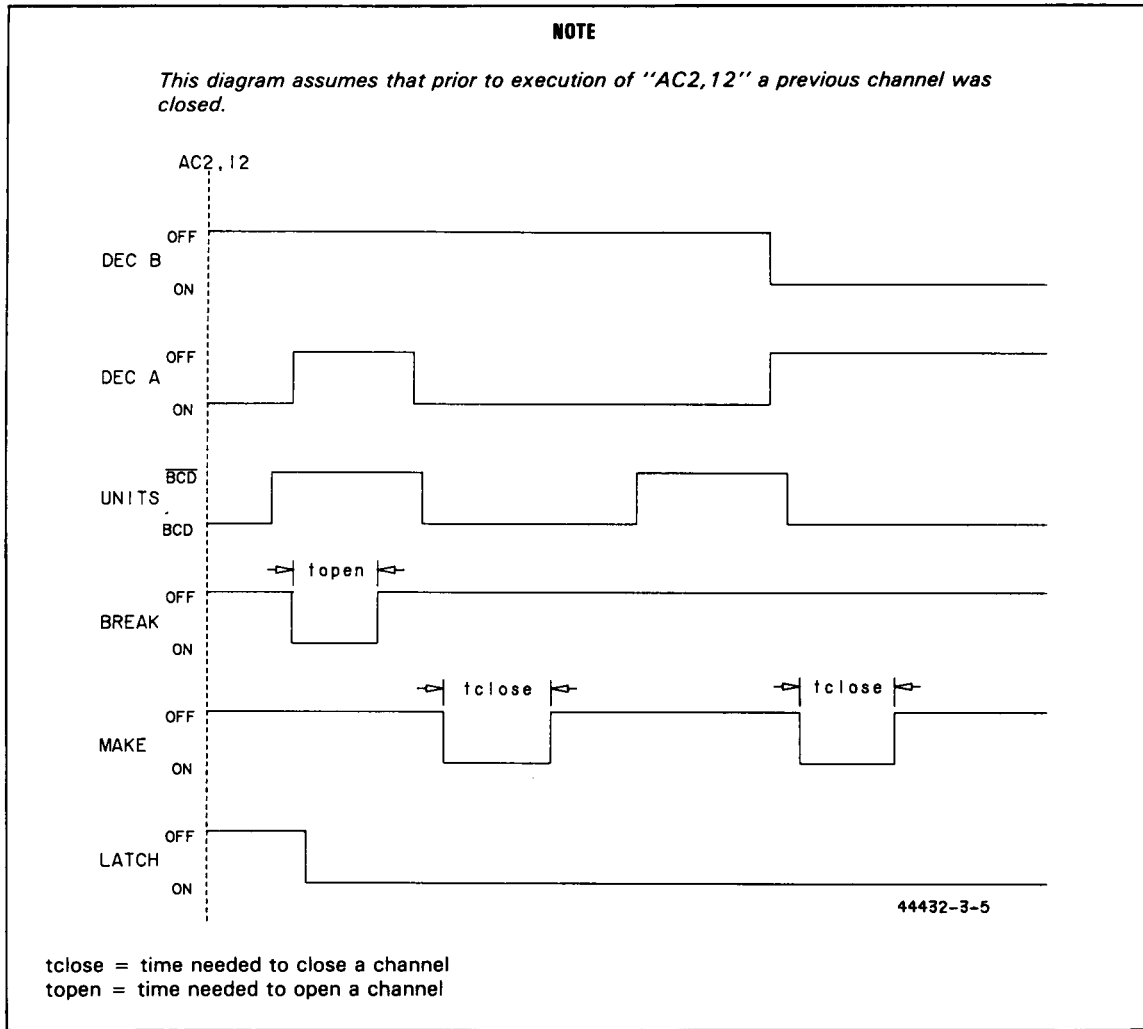 NOTE
This diagram assumes that prior to execution of ''AC2,12'' a previous channel was
closed.
AC2,12
OFF
DEC B
ON
OFF
DEC A
ON
BCD
UNITS
BCD
topen
OFF
BREAK
ON
tclose
tclose
OFF
MAKE
ON
OFF
LATCH
ON
44432-3-5
tclose = time needed to close a channel
topen = time needed to open a channel